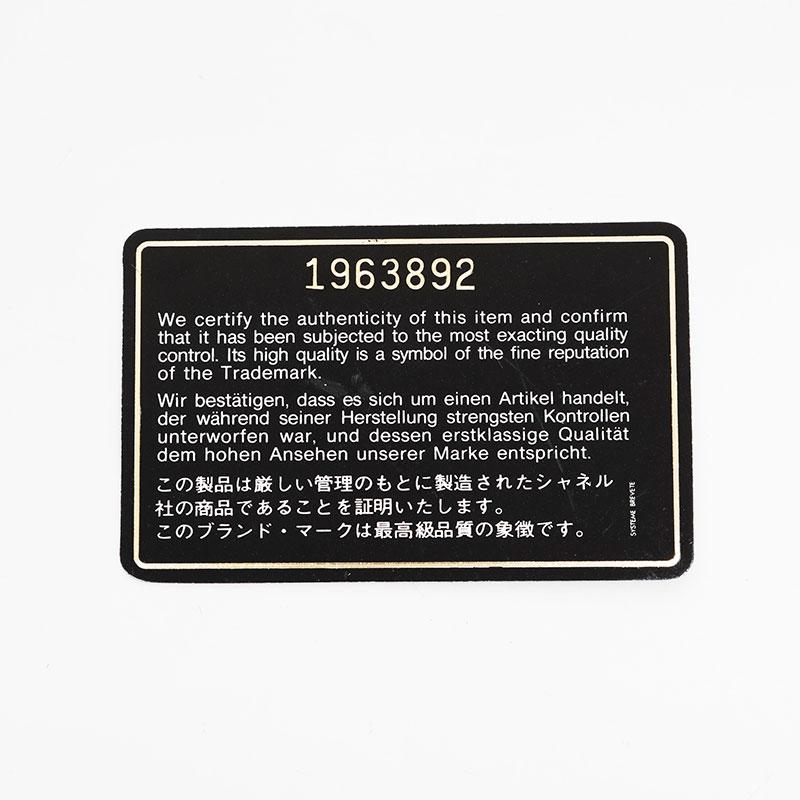 1963892
We certify the authenticity of this item and confirm
that it has been subjected to the most exacting quality
control. Its high quality is a symbol of the fine reputation
of the Trademark.
Wir bestätigen, dass es sich um einen Artikel handelt,
der während seiner Herstellung strengsten Kontrollen
unterworfen war, und dessen erstklassige Qualität
dem hohen Ansehen unserer Marke entspricht.
この製品は厳しい管理のもとに製造されたシャネル
社の商品であることを証明いたします。
このブランド・マークは最高級品質の象徴です。
SYSTEME BREVETE